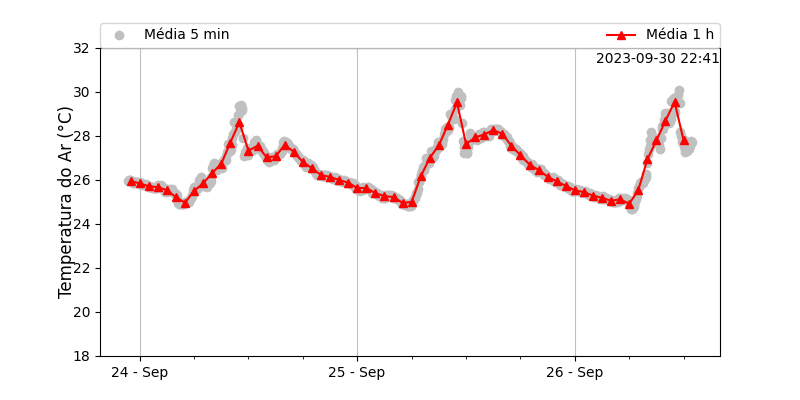 Média 5 min
Média 1 h
2023-09-30 22:41
Temperatura do Ar (°C)
32
30
28
26
24
22
20
18
24 - Sep
25 - Sep
26 - Sep